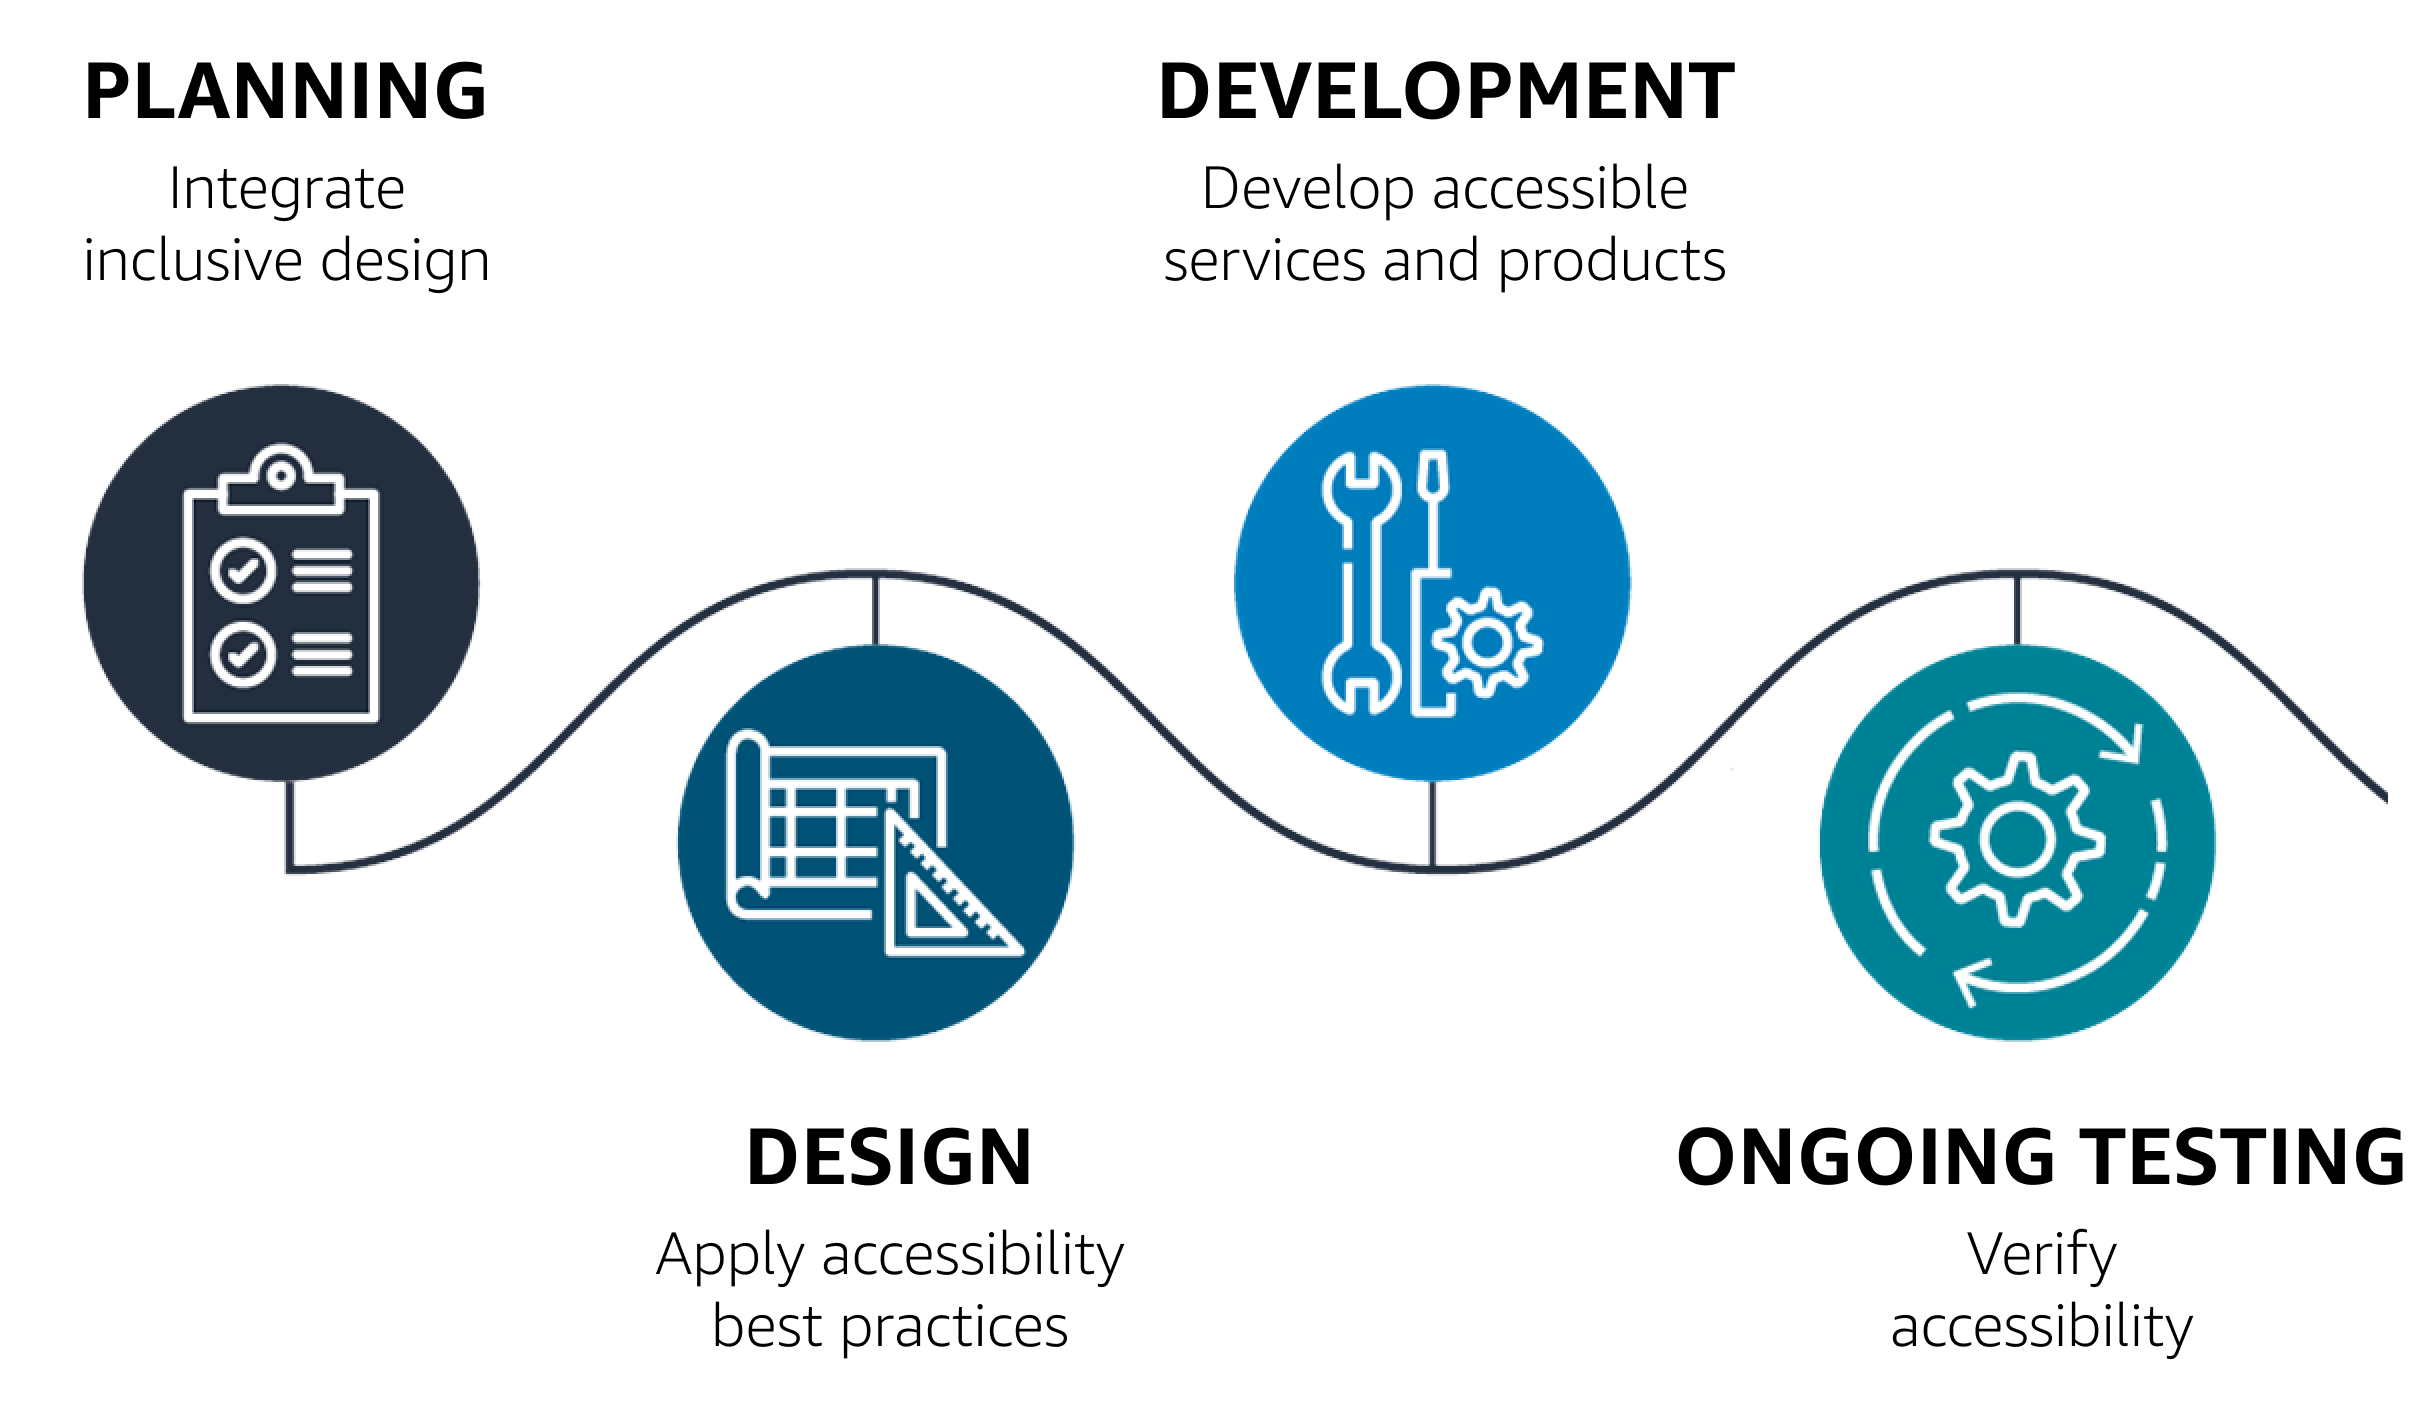 PLANNING
Integrate
inclusive design
DESIGN
Apply accessibility
best practices
DEVELOPMENT
Develop accessible
services and products
ONGOING TESTING
Verify
accessibility